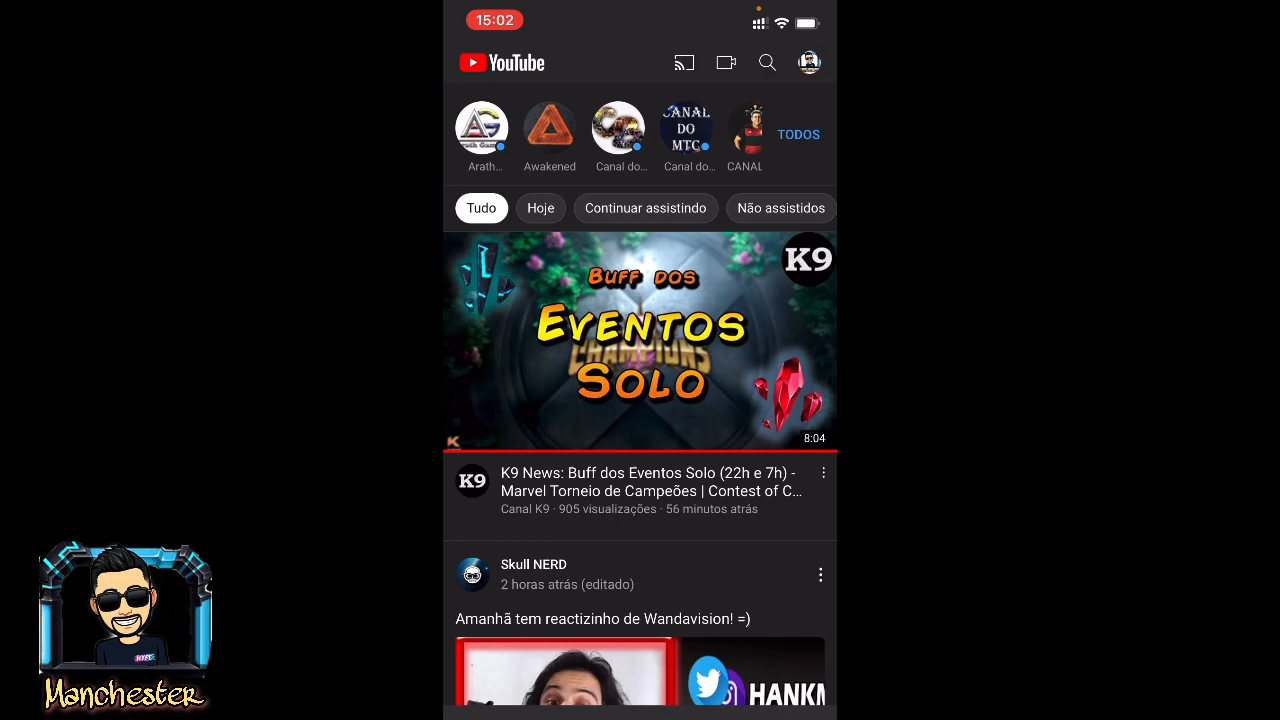 15:02
YouTube
Arath...
Awakened
Canal do...
CANAL
DO
MTC
Canal do...
CANAL
TODOS
Tudo
Hoje
Continuar assistindo
Não assistidos
K9
BUFF DOS
EVENTOS
CHAMPIONS
SOLO
K
8:04
K9
K9 News: Buff dos Eventos Solo (22h e 7h) -
Marvel Torneio de Campeões | Contest of C...
Canal K9 · 905 visualizações · 56 minutos atrás
Skull NERD
2 horas atrás (editado)
Amanhã tem reactizinho de Wandavision! =)
HANKM
HYPE
Manchester